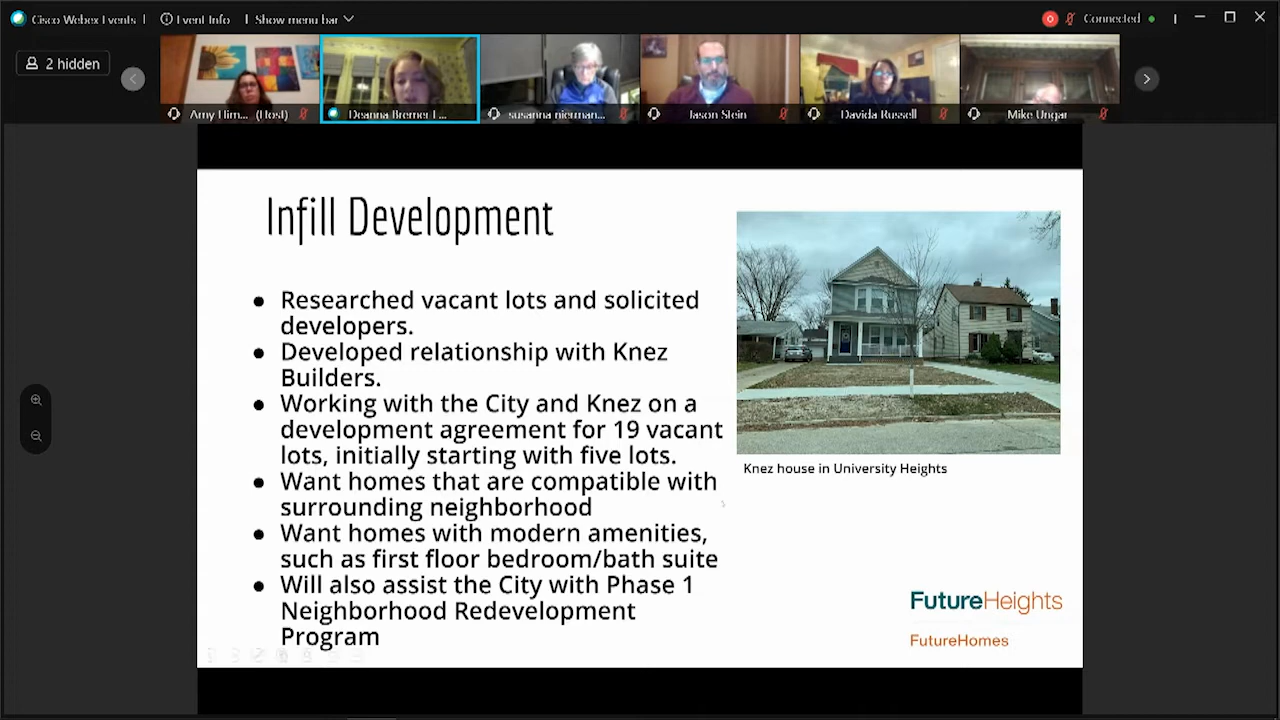 Cisco Webex Events
Event Info
Show menu bar
Connected
2 hidden
Amy Him... (Host)
Deanna Bremer F...
susanna nierman...
Jason Stein
Davida Russell
Mike Ungar
Infill Development
● Researched vacant lots and solicited
developers.
● Developed relationship with Knez
Builders.
● Working with the City and Knez on a
development agreement for 19 vacant
lots, initially starting with five lots.
● Want homes that are compatible with
surrounding neighborhood
● Want homes with modern amenities,
such as first floor bedroom/bath suite
● Will also assist the City with Phase 1
Neighborhood Redevelopment
Program
Knez house in University Heights
FutureHeights
FutureHomes